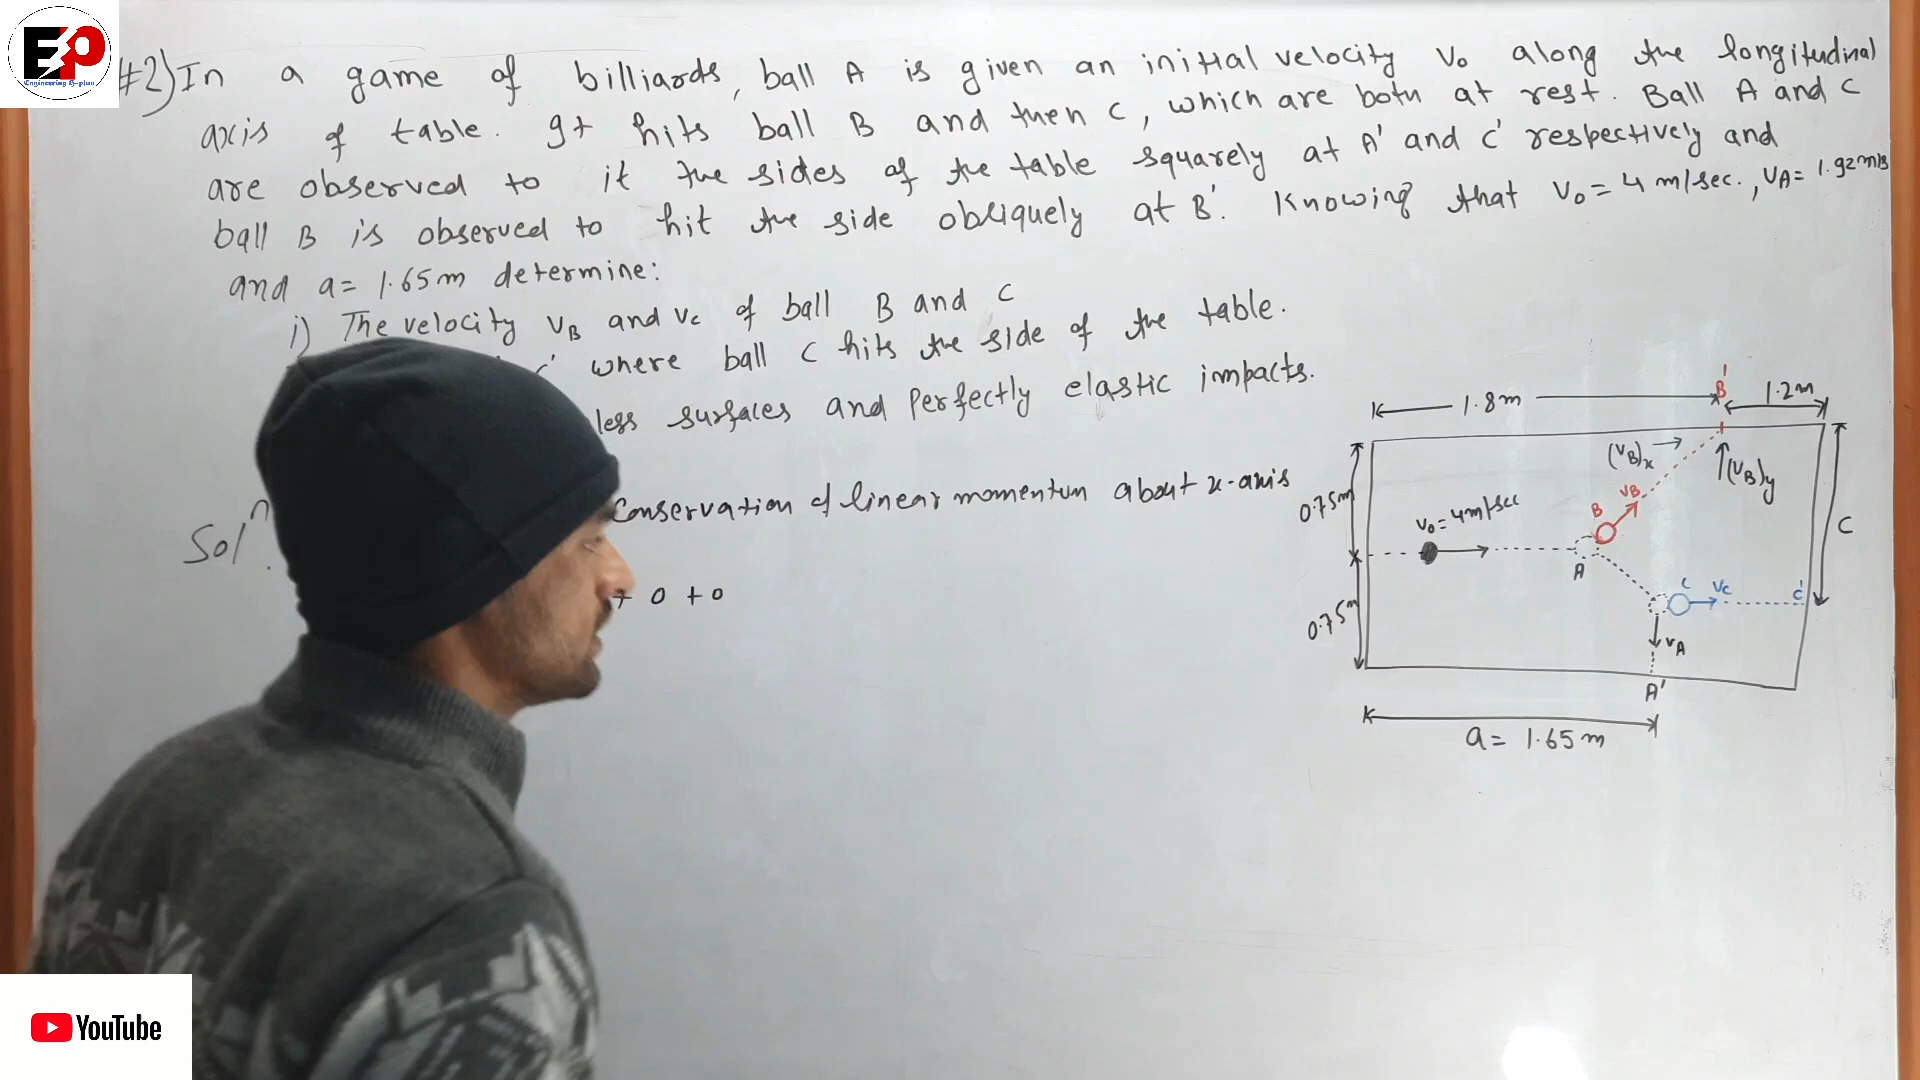 EP
Engineering E-plus
#2) In a game of billiards, ball A is given an initial velocity V₀ along the longitudinal
axis of table. It hits ball B and then C, which are both at rest. Ball A and C
are observed to it the sides of the table squarely at A' and C' respectively and
ball B is observed to hit the side obliquely at B'. Knowing that V₀ = 4 m/sec., VA = 1.92 m/s
and a = 1.65m determine:
i) The velocity VB and VC of ball B and C
C' where ball C hits the side of the table.
less surfaces and Perfectly elastic impacts.
Solⁿ.
Conservation of linear momentum about x-axis
+ 0 + 0
1.8m
B'
1.2m
(VB)x
(VB)y
0.75m
V₀ = 4m/sec
B
VB
C
A
0.75m
C
VC
C'
VA
A'
a = 1.65m
YouTube